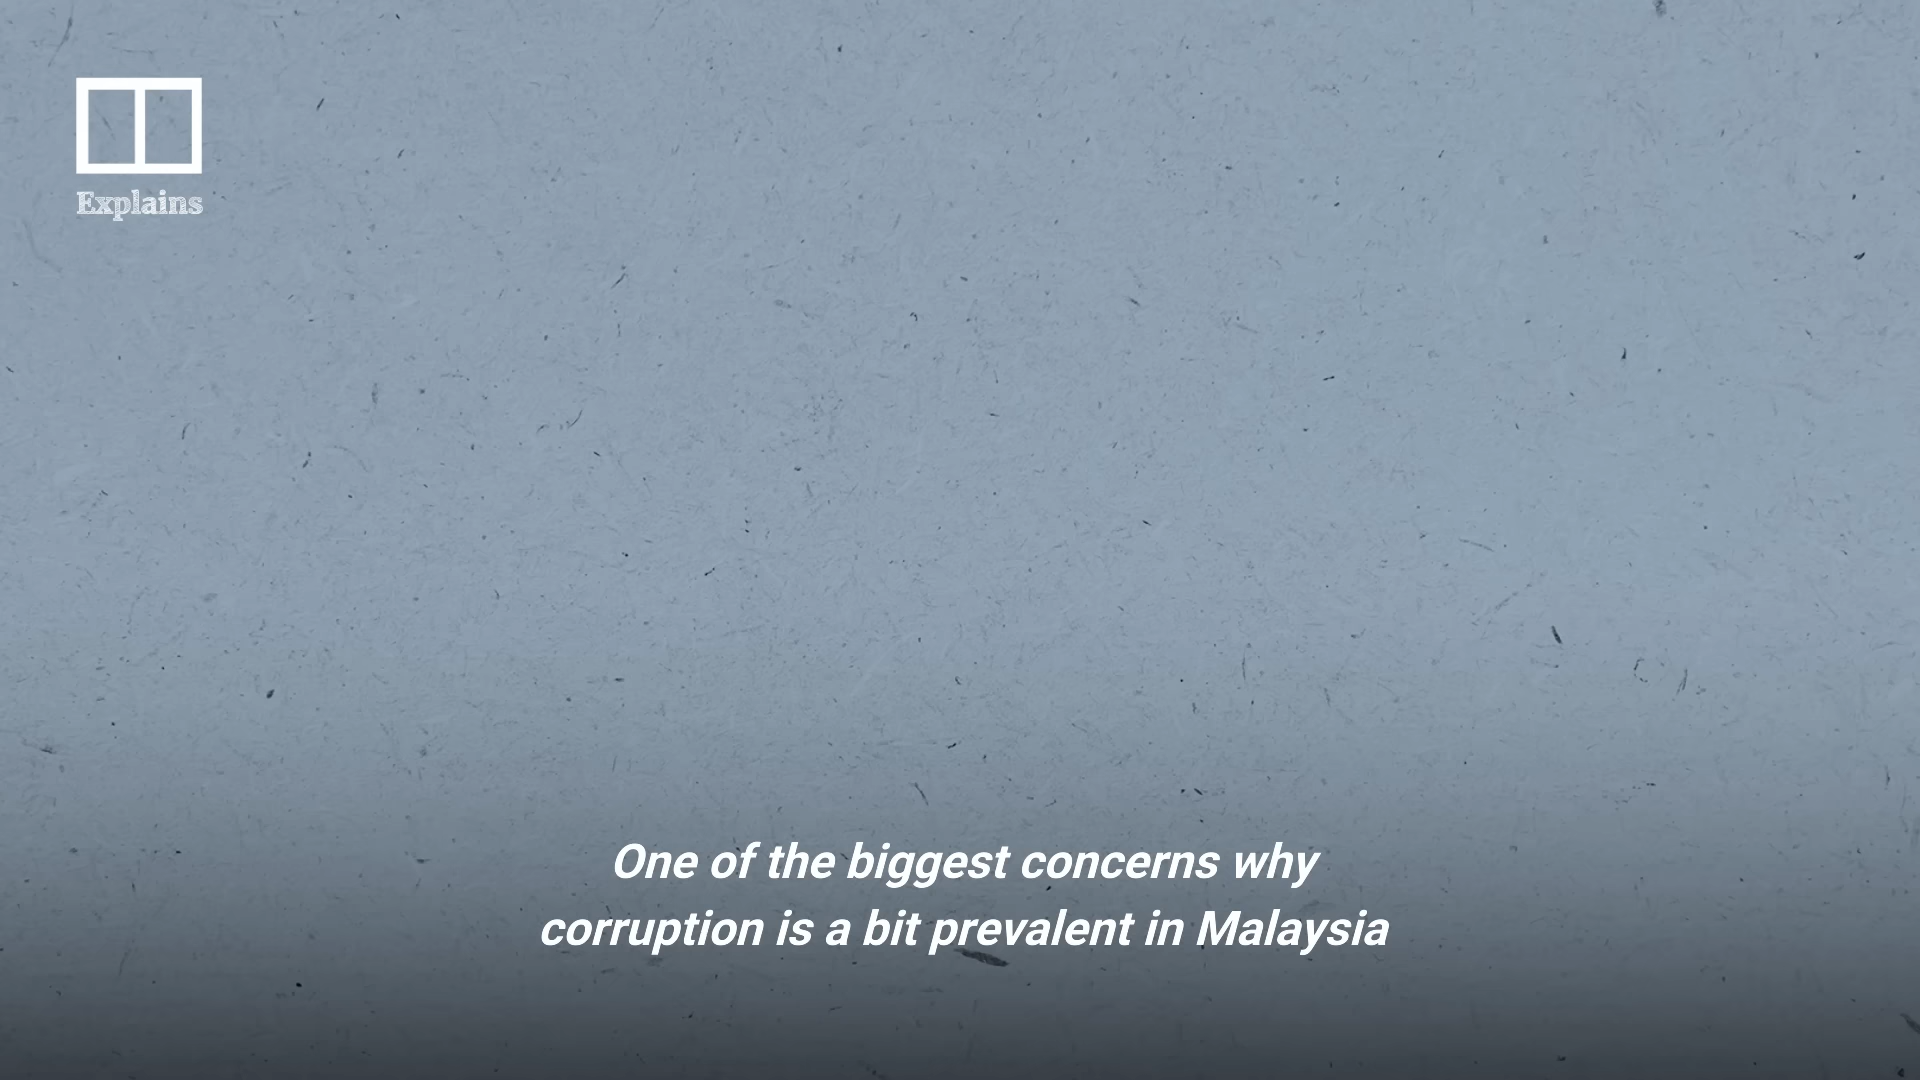 Explains
One of the biggest concerns why
corruption is a bit prevalent in Malaysia